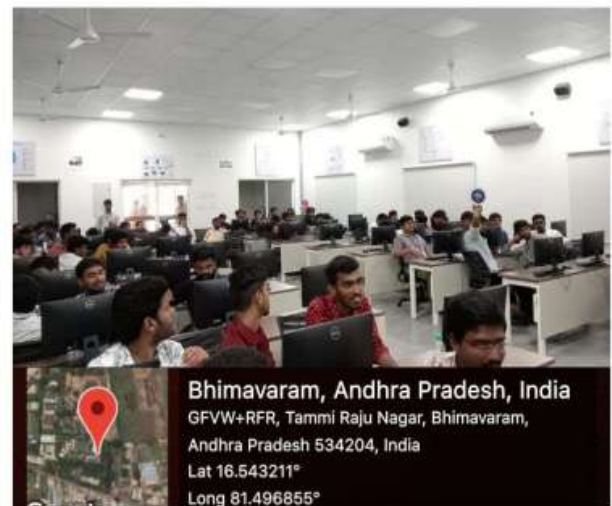 DELL
Bhimavaram, Andhra Pradesh, India
GFVW+RFR, Tammi Raju Nagar, Bhimavaram,
Andhra Pradesh 534204, India
Lat 16.543211°
Long 81.496855°